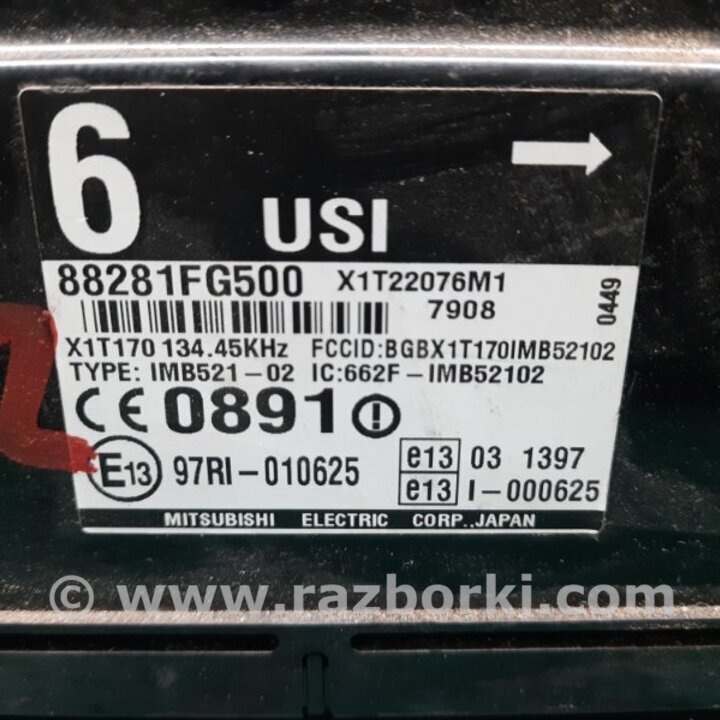 6
USI
88281FG500 X1T22076M1
7908
0449
X1T170 134.45KHz FCCID:BGBX1T170IMB52102
TYPE: IMB521-02 IC:662F-IMB52102
CE 0891
E13 97RI-010625 e13 03 1397
e13 I-000625
MITSUBISHI ELECTRIC CORP.,JAPAN
© www.razborki.com